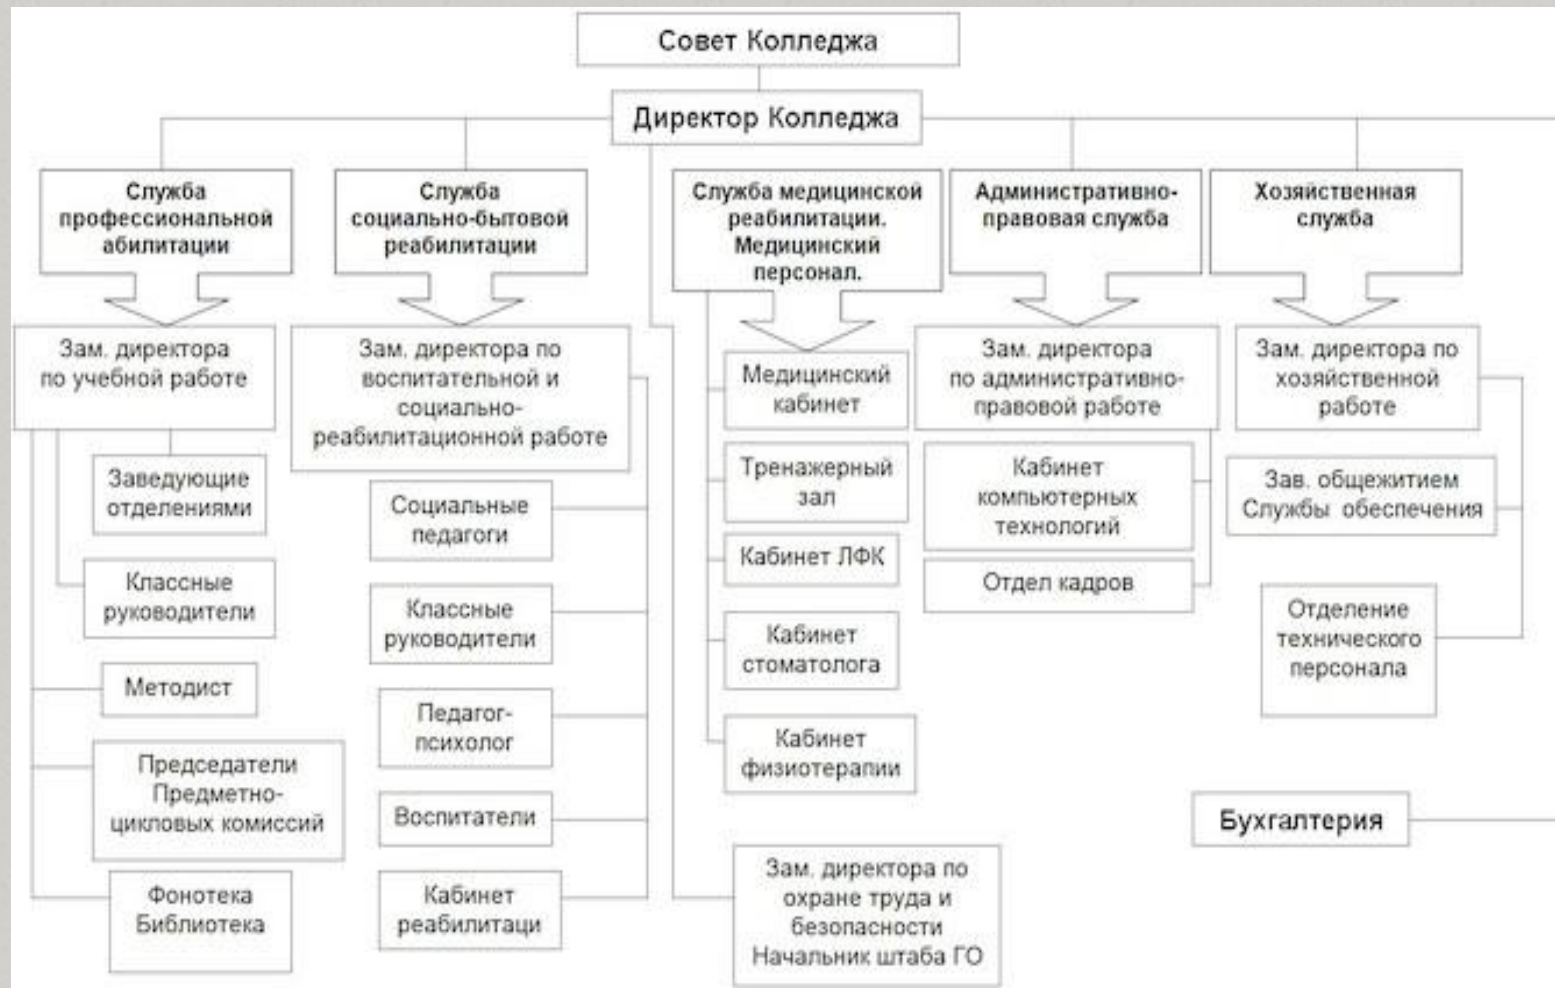 Совет Колледжа
Директор Колледжа
Служба
профессиональной
абилитации
Служба
социально-бытовой
реабилитации
Служба медицинской
реабилитации.
Медицинский
персонал.
Административно-
правовая служба
Хозяйственная
служба
Зам. директора
по учебной работе
Заведующие
отделениями
Классные
руководители
Методист
Председатели
Предметно-
цикловых комиссий
Фонотека
Библиотека
Зам. директора по
воспитательной и
социально-
реабилитационной работе
Социальные
педагоги
Классные
руководители
Педагог-
психолог
Воспитатели
Кабинет
реабилитаци
Медицинский
кабинет
Тренажерный
зал
Кабинет ЛФК
Кабинет
стоматолога
Кабинет
физиотерапии
Зам. директора по
охране труда и
безопасности
Начальник штаба ГО
Зам. директора
по административно-
правовой работе
Кабинет
компьютерных
технологий
Отдел кадров
Зам. директора по
хозяйственной
работе
Зав. общежитием
Службы обеспечения
Отделение
технического
персонала
Бухгалтерия